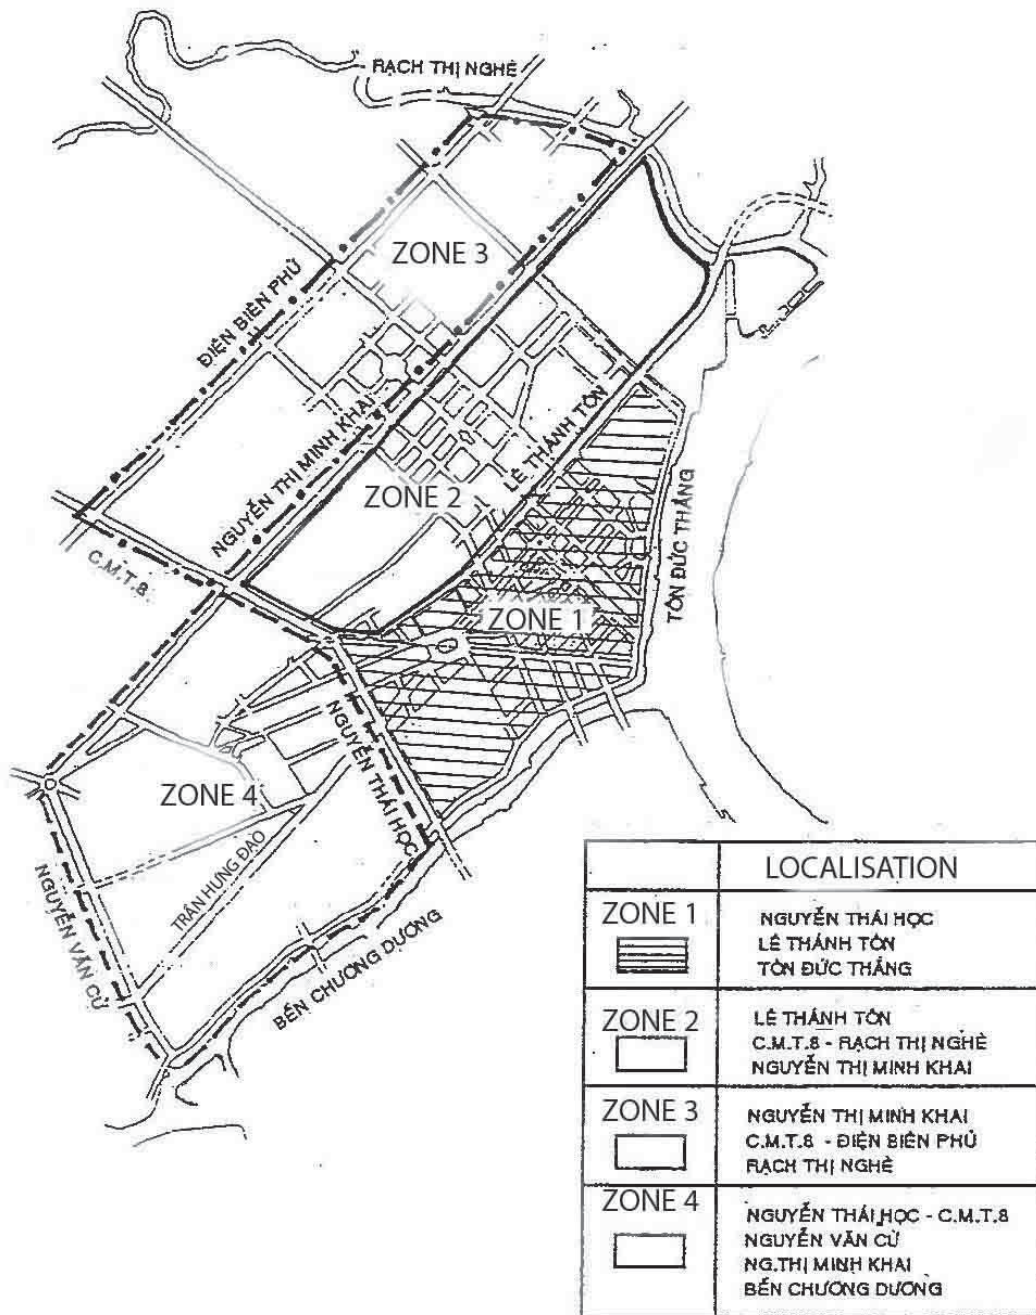 RẠCH THỊ NGHÈ
ZONE 3
ĐIỆN BIÊN PHỦ
NGUYỄN THỊ MINH KHAI
LÊ THÁNH TÔN
ZONE 2
C.M.T.8
TÔN ĐỨC THẮNG
ZONE 1
NGUYỄN THÁI HỌC
ZONE 4
TRẦN HƯNG ĐẠO
NGUYỄN VĂN CỪ
BẾN CHƯƠNG DƯƠNG
LOCALISATION
ZONE 1
NGUYỄN THÁI HỌC
LÊ THÁNH TÔN
TÔN ĐỨC THẮNG
ZONE 2
LÊ THÁNH TÔN
C.M.T.8 - RẠCH THỊ NGHÈ
NGUYỄN THỊ MINH KHAI
ZONE 3
NGUYỄN THỊ MINH KHAI
C.M.T.8 - ĐIỆN BIÊN PHỦ
RẠCH THỊ NGHÈ
ZONE 4
NGUYỄN THÁI HỌC - C.M.T.8
NGUYỄN VĂN CỪ
NG.THỊ MINH KHAI
BẾN CHƯƠNG DƯƠNG